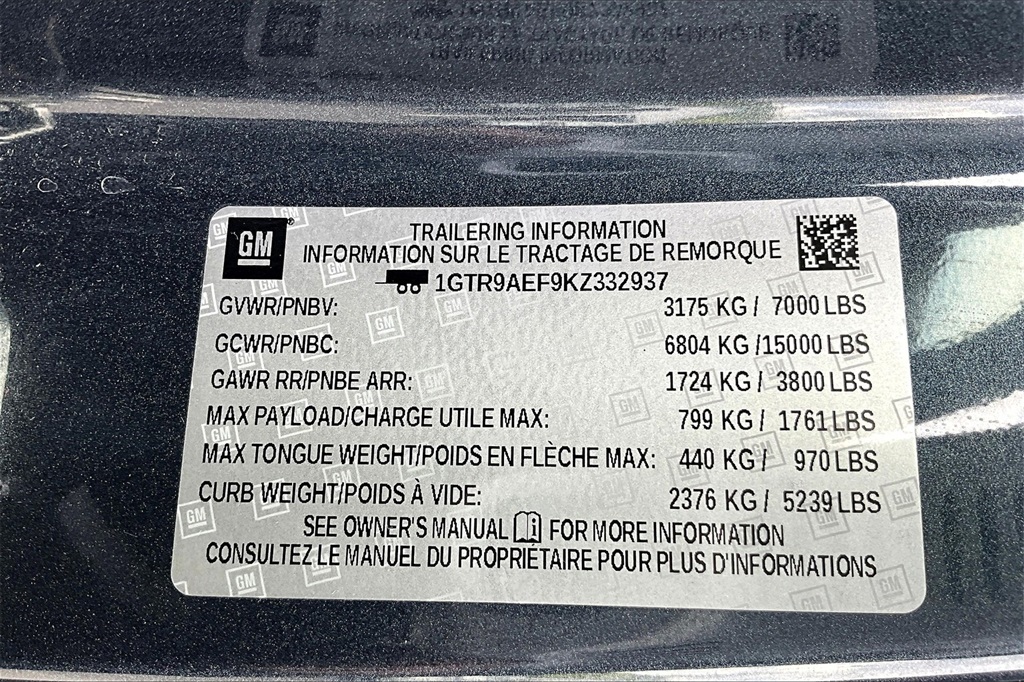 GM
TRAILERING INFORMATION
INFORMATION SUR LE TRACTAGE DE REMORQUE
1GTR9AEF9KZ332937
GVWR/PNBV: 3175 KG / 7000 LBS
GCWR/PNBC: 6804 KG /15000 LBS
GAWR RR/PNBE ARR: 1724 KG / 3800 LBS
MAX PAYLOAD/CHARGE UTILE MAX: 799 KG / 1761 LBS
MAX TONGUE WEIGHT/POIDS EN FLÈCHE MAX: 440 KG / 970 LBS
CURB WEIGHT/POIDS À VIDE: 2376 KG / 5239 LBS
SEE OWNER'S MANUAL FOR MORE INFORMATION
CONSULTEZ LE MANUEL DU PROPRIÉTAIRE POUR PLUS D'INFORMATIONS